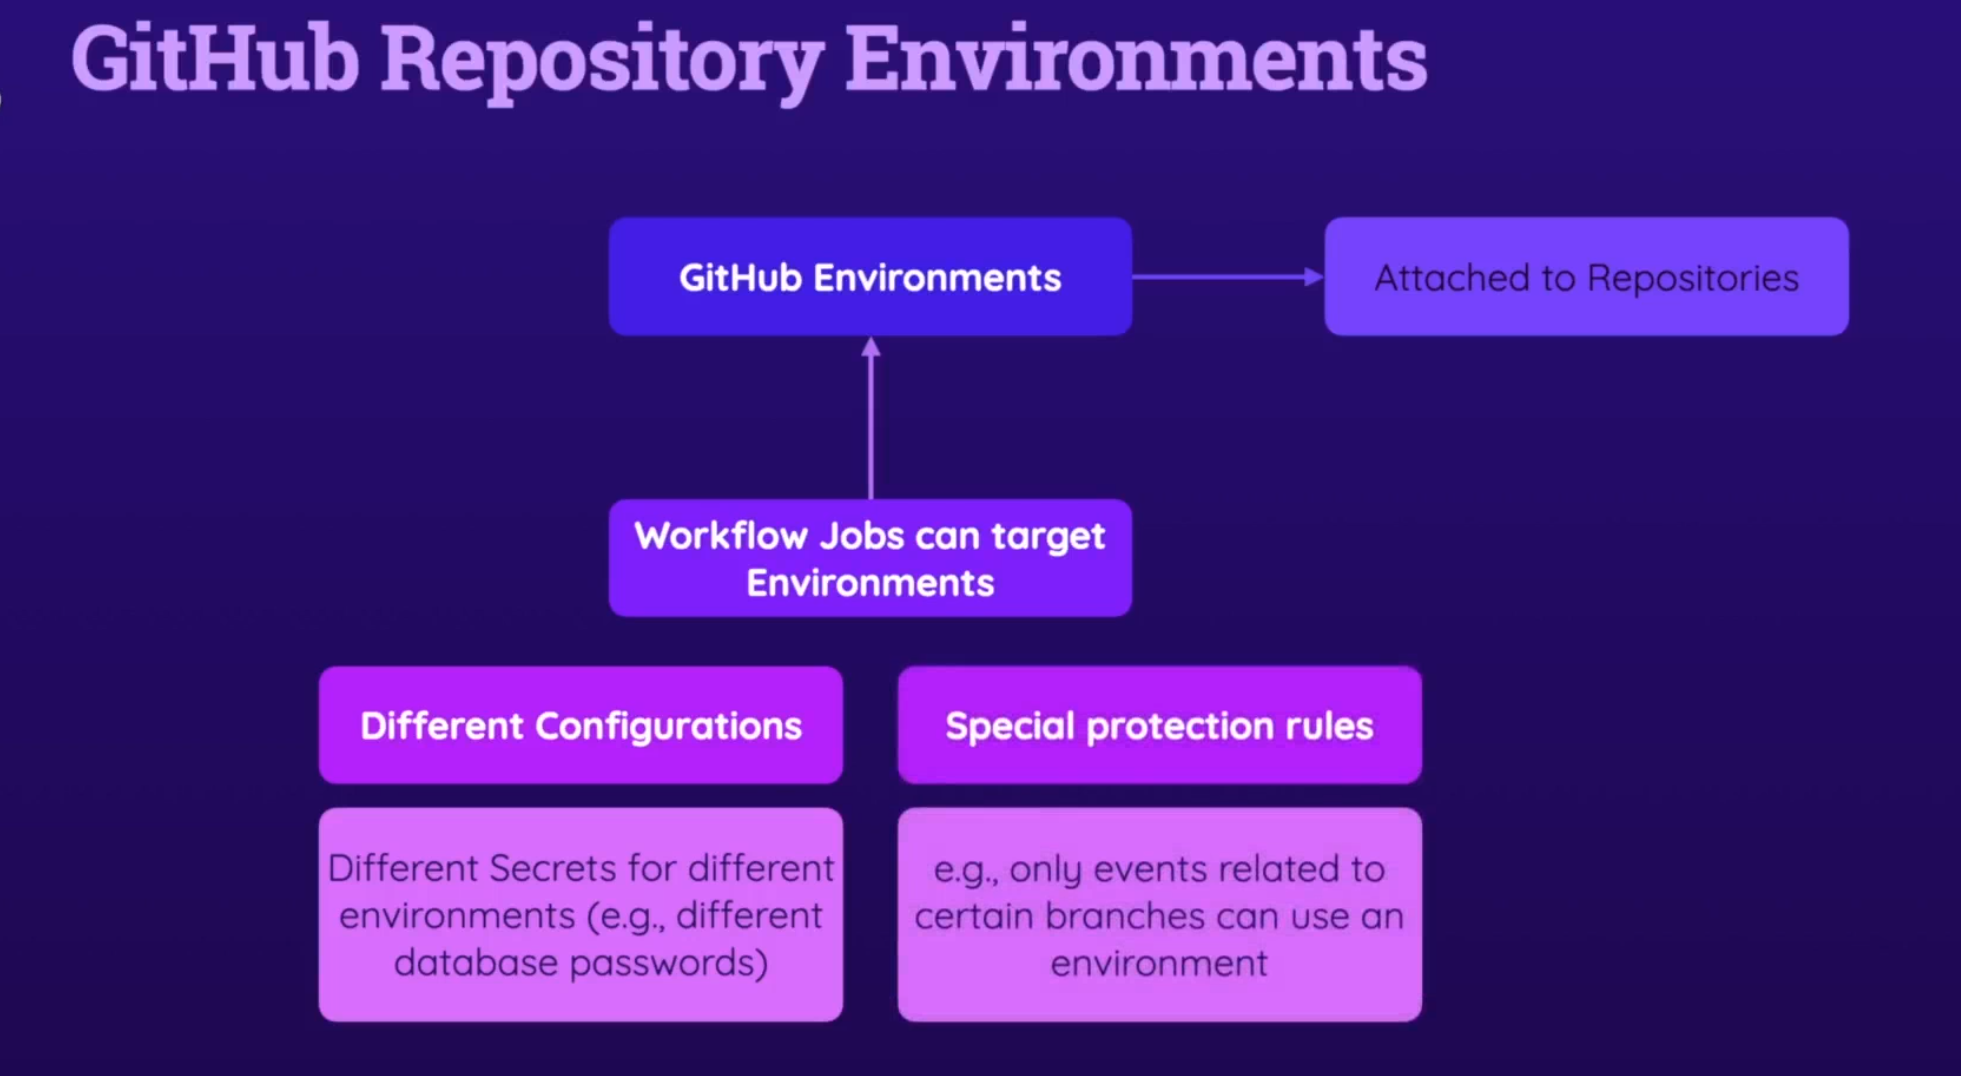 GitHub Repository Environments
GitHub Environments
Attached to Repositories
Workflow Jobs can target
Environments
Different Configurations
Special protection rules
Different Secrets for different
environments (e.g., different
database passwords)
e.g., only events related to
certain branches can use an
environment